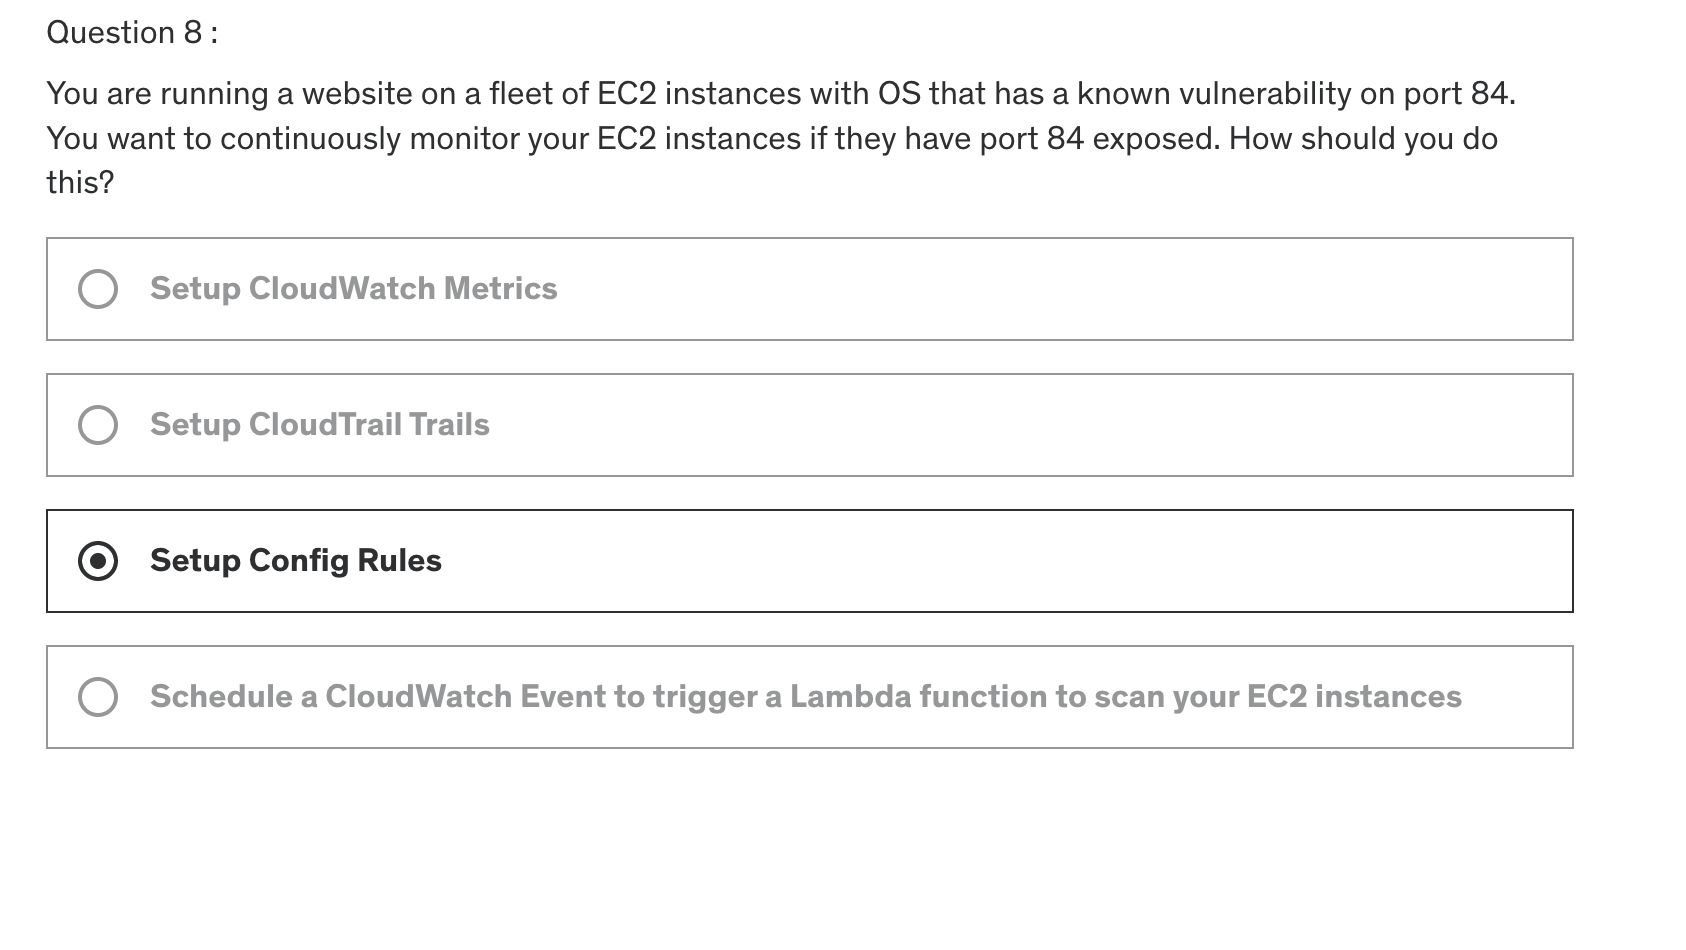 Question 8 :
You are running a website on a fleet of EC2 instances with OS that has a known vulnerability on port 84.
You want to continuously monitor your EC2 instances if they have port 84 exposed. How should you do
this?
Setup CloudWatch Metrics
Setup CloudTrail Trails
Setup Config Rules
Schedule a CloudWatch Event to trigger a Lambda function to scan your EC2 instances